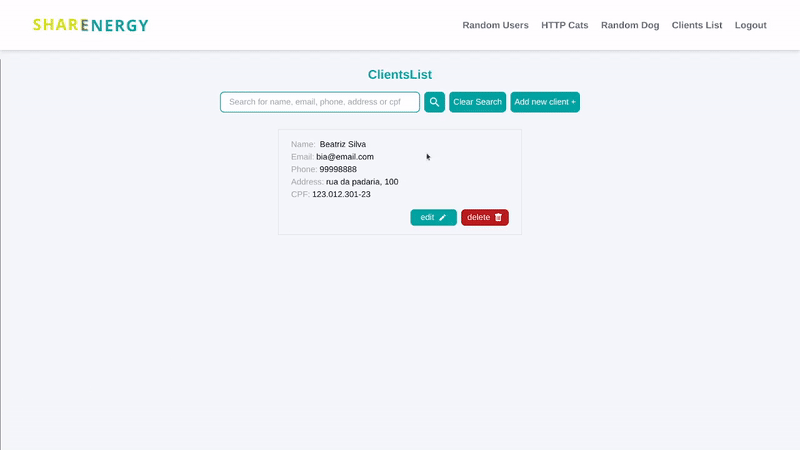 SHARENERGY
Random Users HTTP Cats Random Dog Clients List Logout
ClientsList
Search for name, email, phone, address or cpf Clear Search Add new client +
Name: Beatriz Silva
Email: bia@email.com
Phone: 99998888
Address: rua da padaria, 100
CPF: 123.012.301-23
edit delete